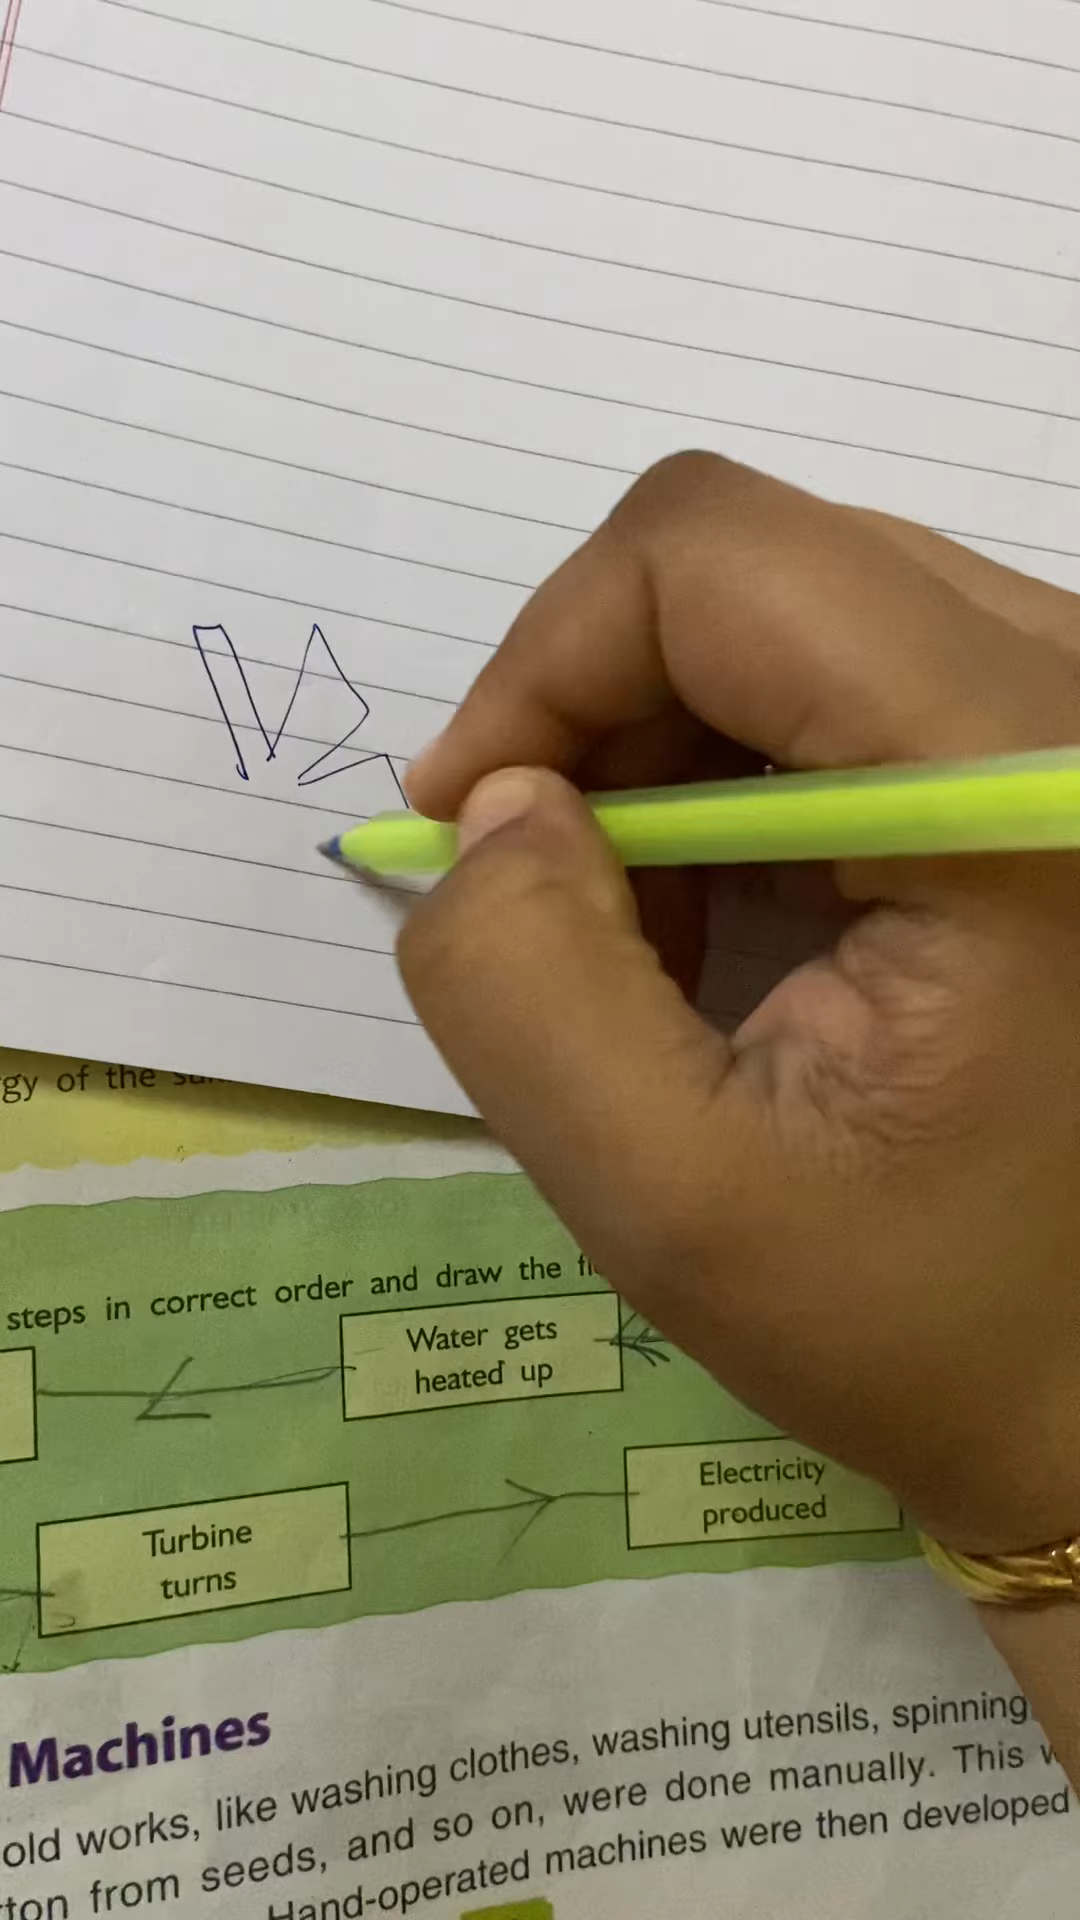 gy of the
steps in correct order and draw the
Water gets
heated up
Electricity
produced
Turbine
turns
Machines
old works, like washing clothes, washing utensils, spinning
from seeds, and so on, were done manually. This
Hand-operated machines were then developed